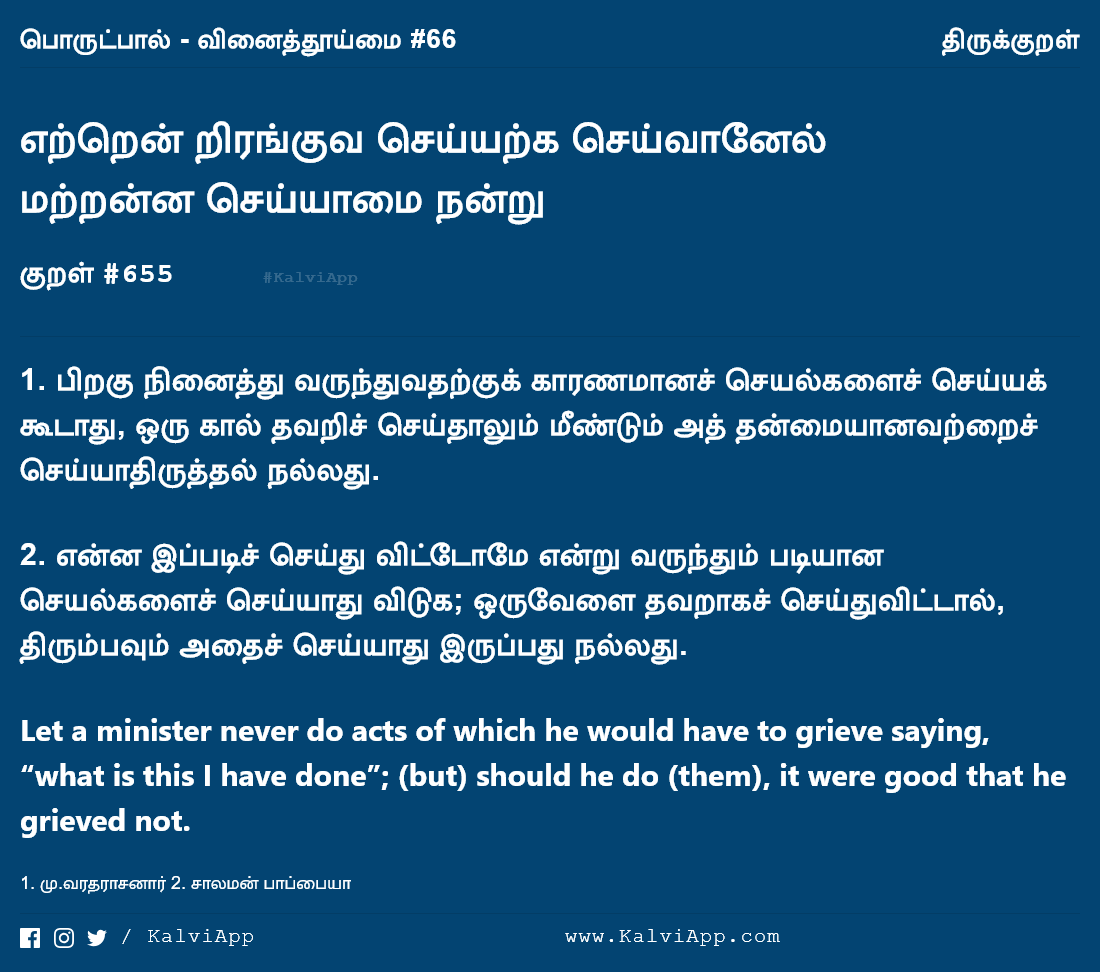 பொருட்பால் - வினைத்தூய்மை #66 திருக்குறள்
எற்றென் றிரங்குவ செய்யற்க செய்வானேல்
மற்றன்ன செய்யாமை நன்று
குறள் #655 #KalviApp
1. பிறகு நினைத்து வருந்துவதற்குக் காரணமானச் செயல்களைச் செய்யக்
கூடாது, ஒரு கால் தவறிச் செய்தாலும் மீண்டும் அத் தன்மையானவற்றைச்
செய்யாதிருத்தல் நல்லது.
2. என்ன இப்படிச் செய்து விட்டோமே என்று வருந்தும் படியான
செயல்களைச் செய்யாது விடுக; ஒருவேளை தவறாகச் செய்துவிட்டால்,
திரும்பவும் அதைச் செய்யாது இருப்பது நல்லது.
Let a minister never do acts of which he would have to grieve saying,
“what is this I have done”; (but) should he do (them), it were good that he
grieved not.
1. மு.வரதராசனார் 2. சாலமன் பாப்பையா
/ KalviApp www.KalviApp.com